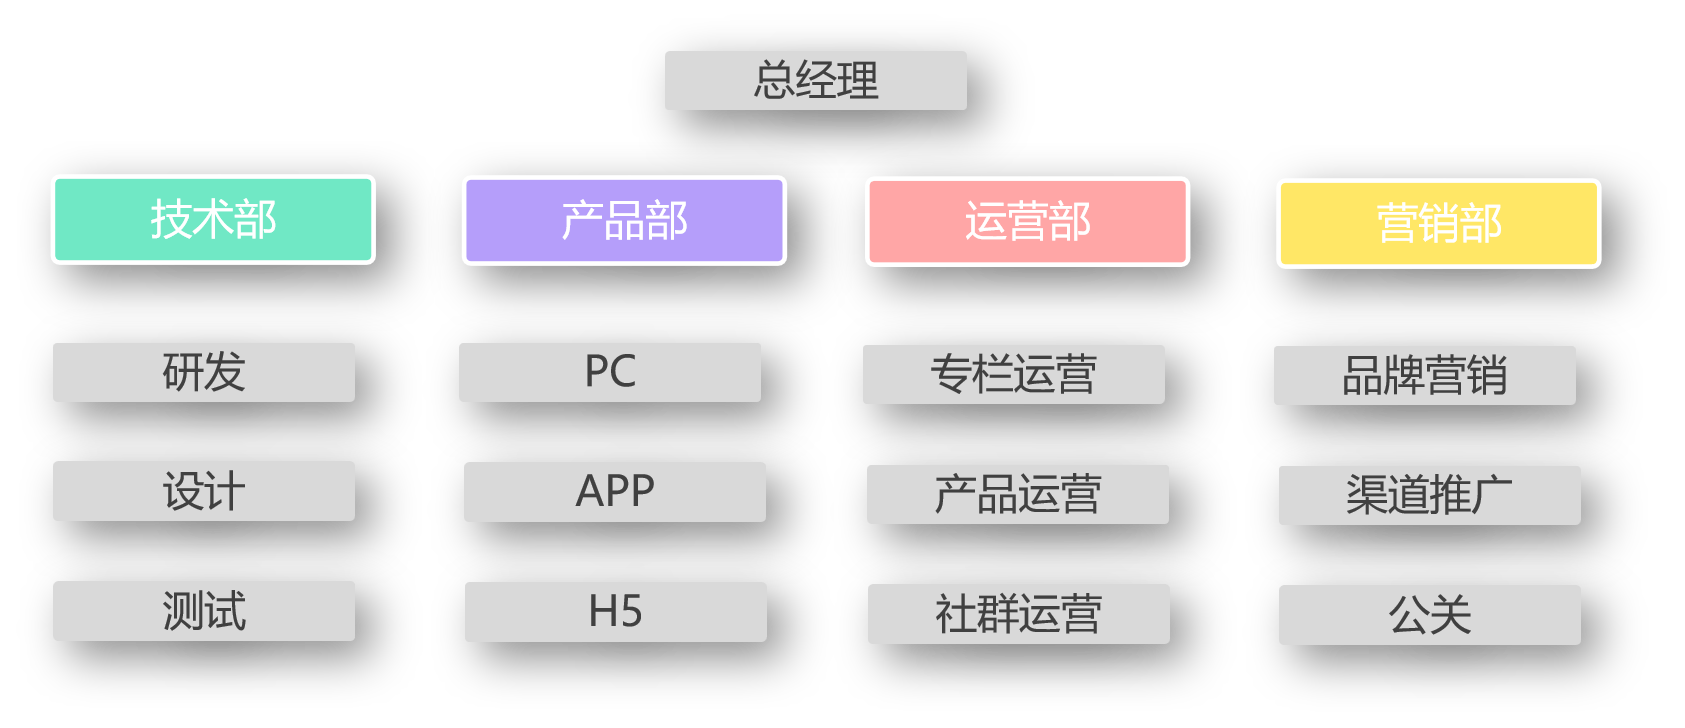 总经理
技术部
产品部
运营部
营销部
研发
PC
专栏运营
品牌营销
设计
APP
产品运营
渠道推广
测试
H5
社群运营
公关